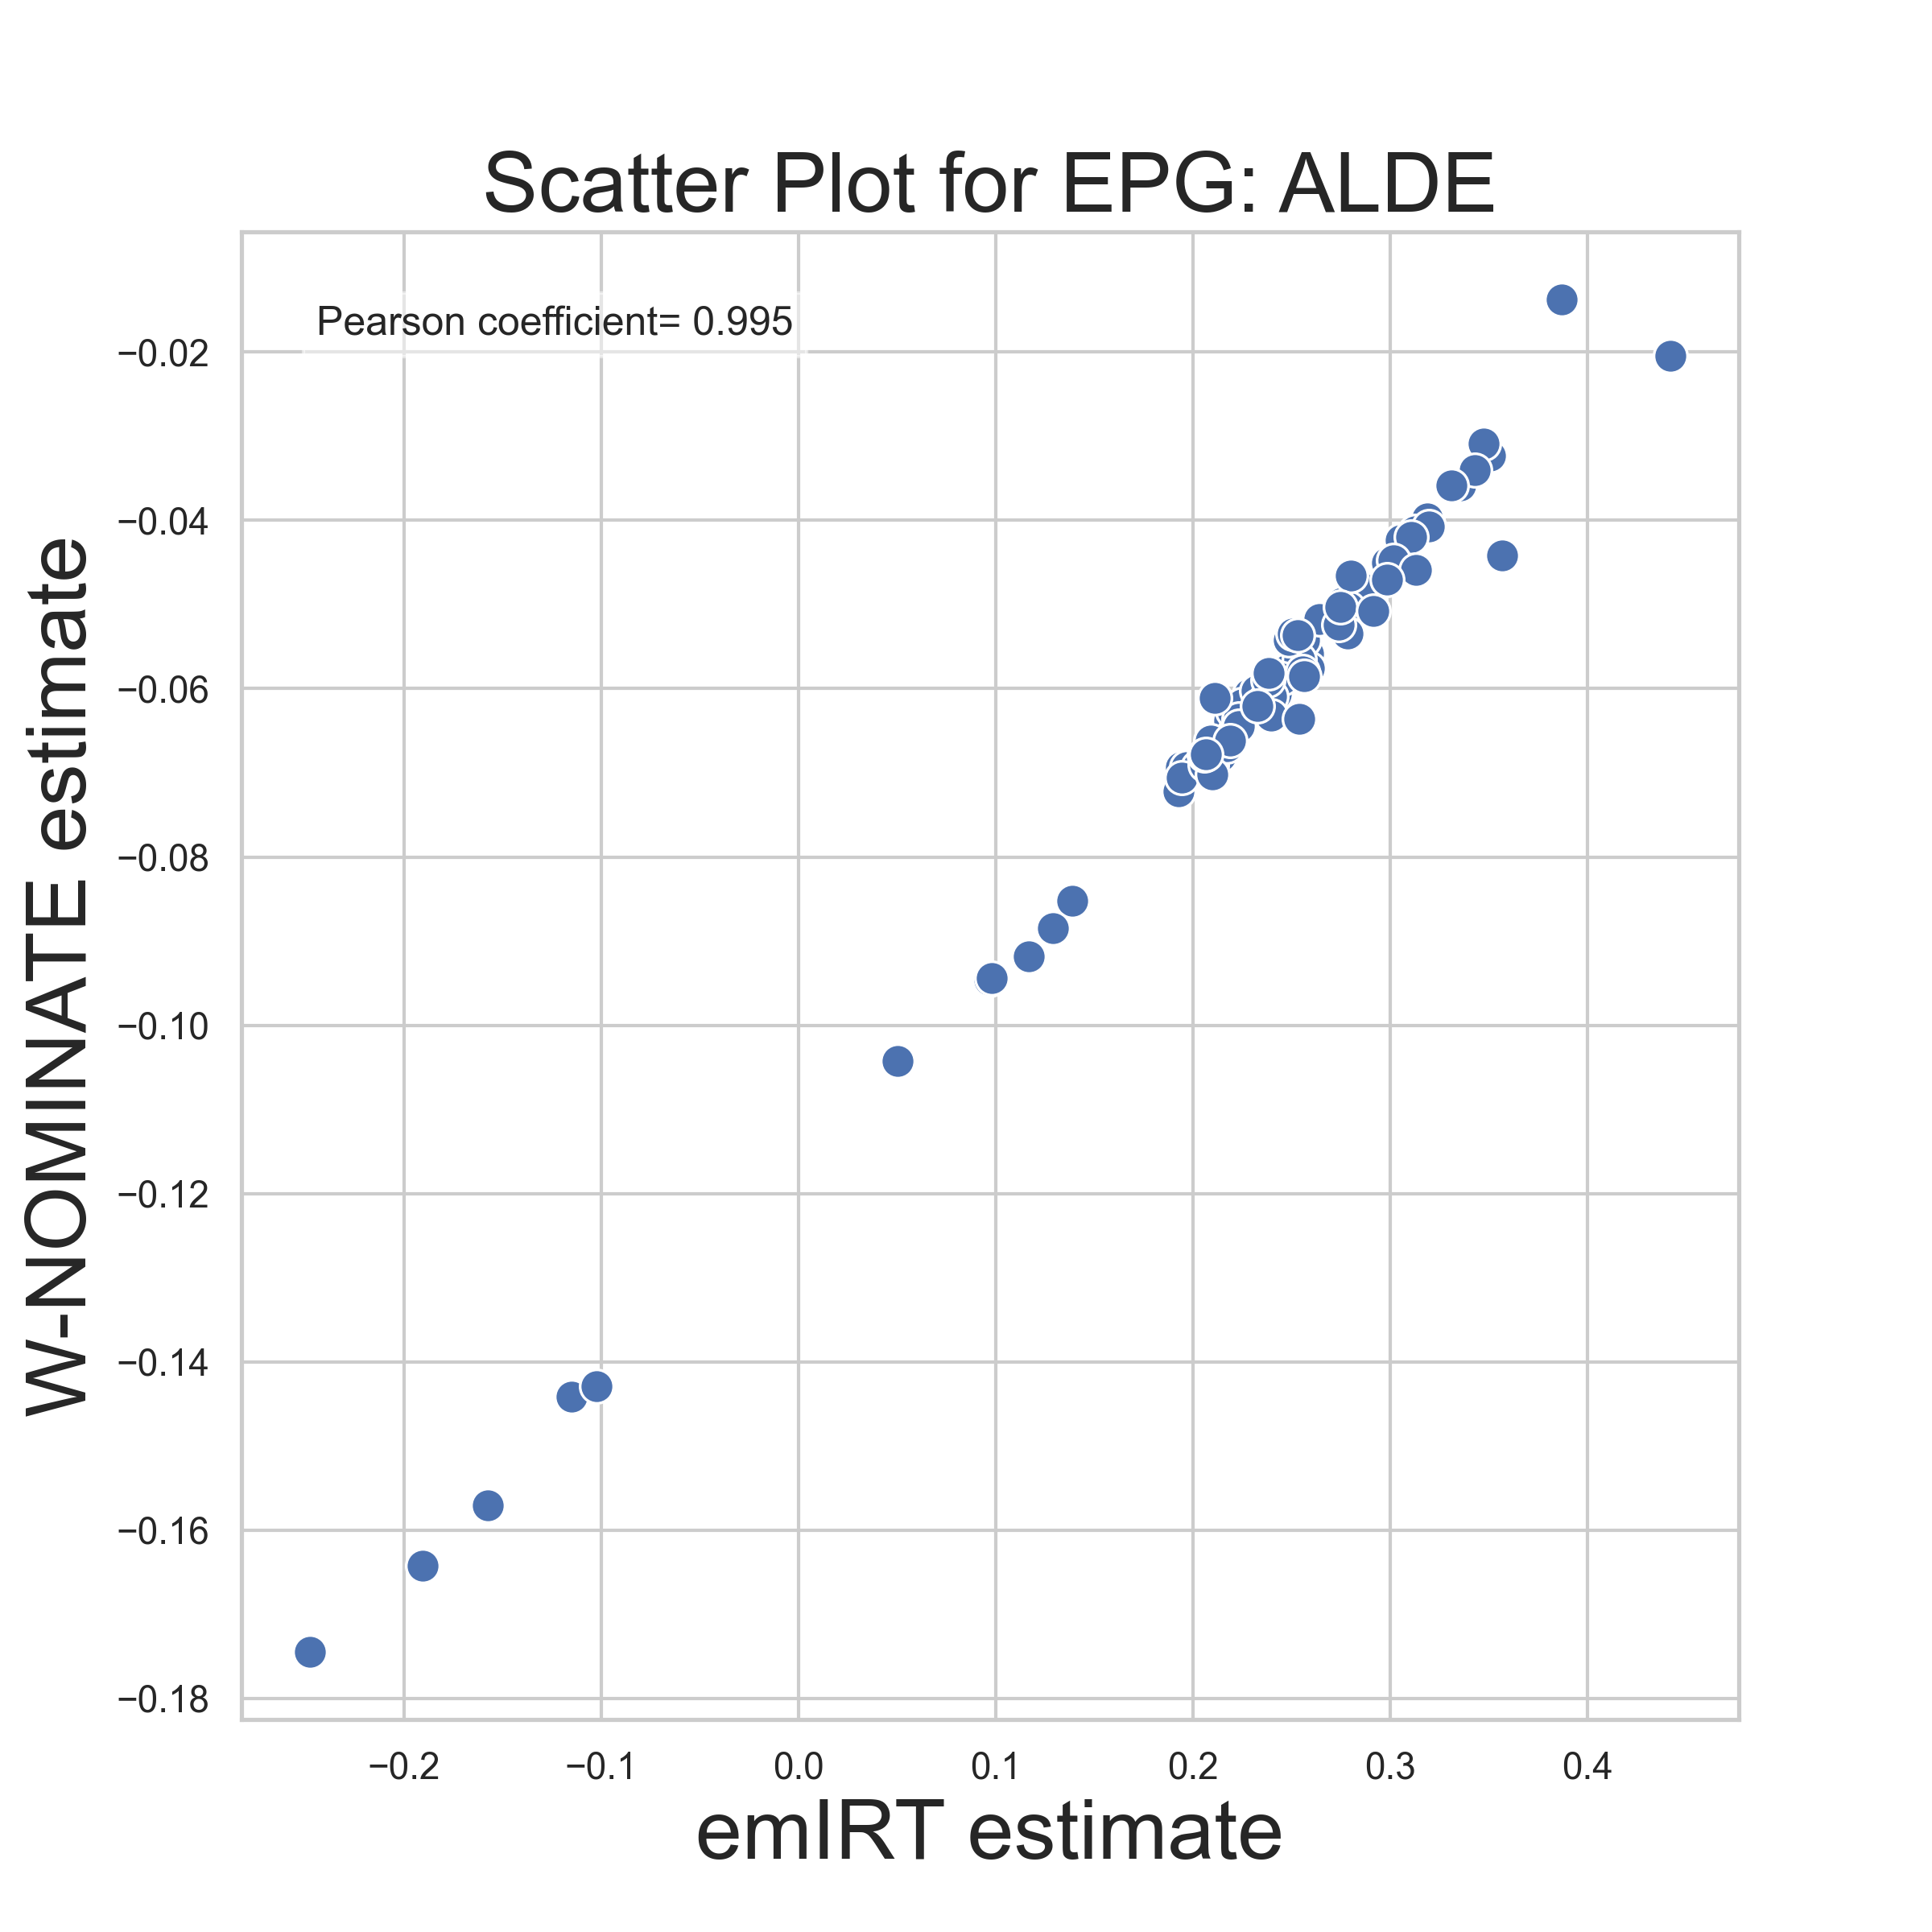 Scatter Plot for EPG: ALDE
Pearson coefficient= 0.995
W-NOMINATE estimate
−0.02
−0.04
−0.06
−0.08
−0.10
−0.12
−0.14
−0.16
−0.18
−0.2 −0.1 0.0 0.1 0.2 0.3 0.4
emIRT estimate